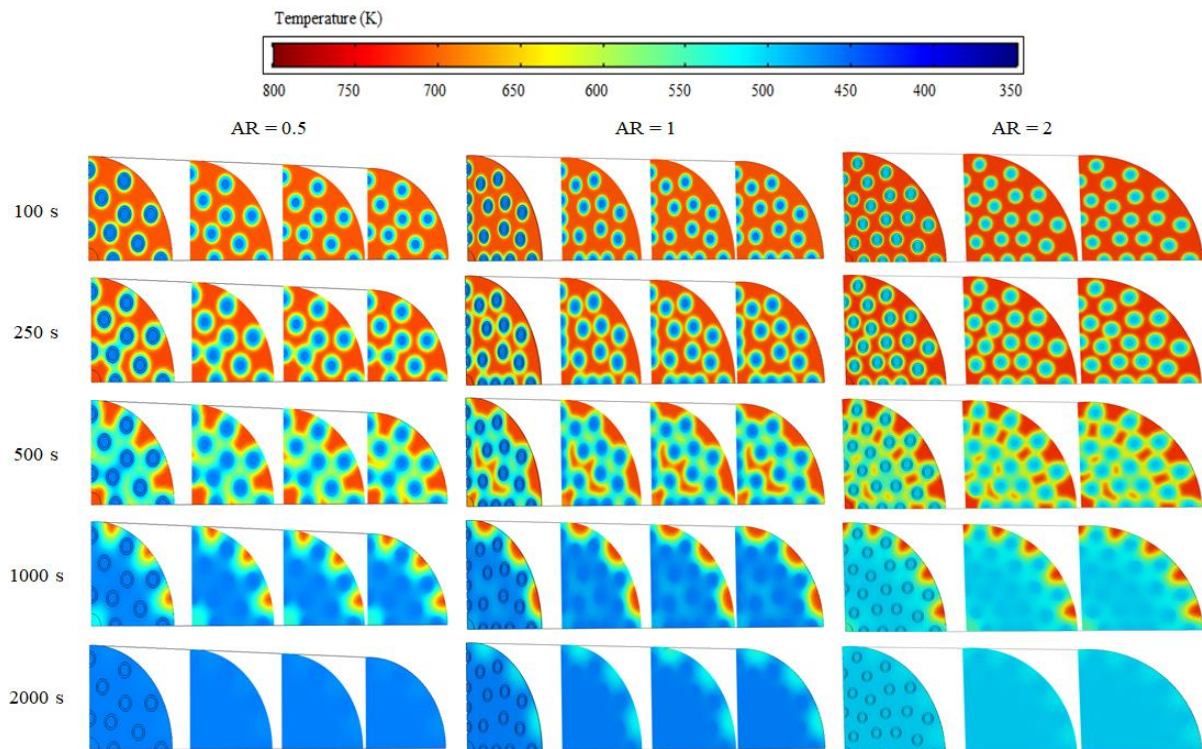 Temperature (K)
800 750 700 650 600 550 500 450 400 350
AR = 0.5 AR = 1 AR = 2
100 s
250 s
500 s
1000 s
2000 s